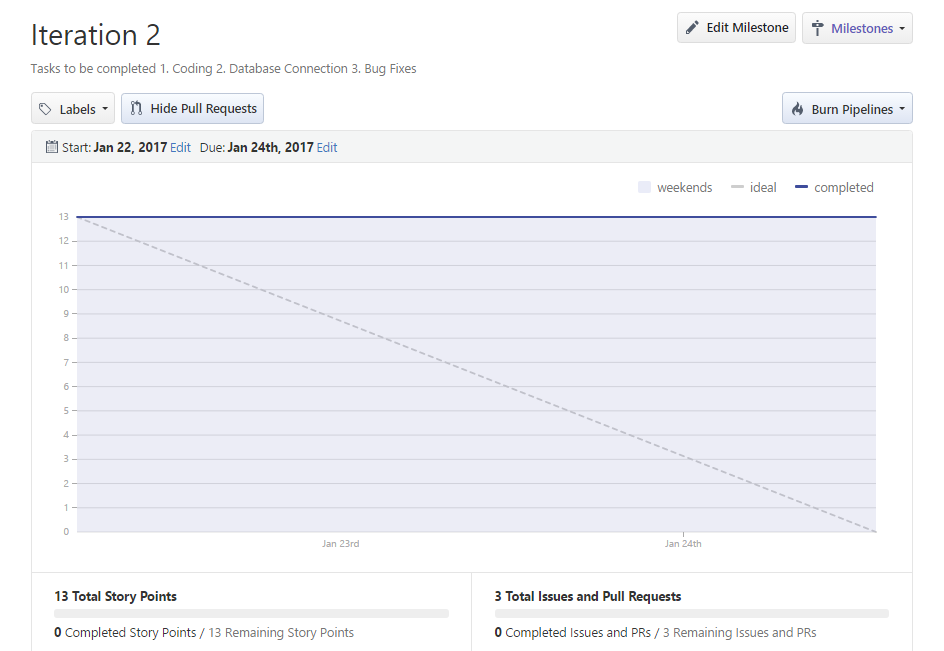 Iteration 2
Edit Milestone
Milestones
Tasks to be completed 1. Coding 2. Database Connection 3. Bug Fixes
Labels
Hide Pull Requests
Burn Pipelines
Start: Jan 22, 2017 Edit Due: Jan 24th, 2017 Edit
weekends ideal completed
13
12
11
10
9
8
7
6
5
4
3
2
1
0
Jan 23rd Jan 24th
13 Total Story Points
0 Completed Story Points / 13 Remaining Story Points
3 Total Issues and Pull Requests
0 Completed Issues and PRs / 3 Remaining Issues and PRs